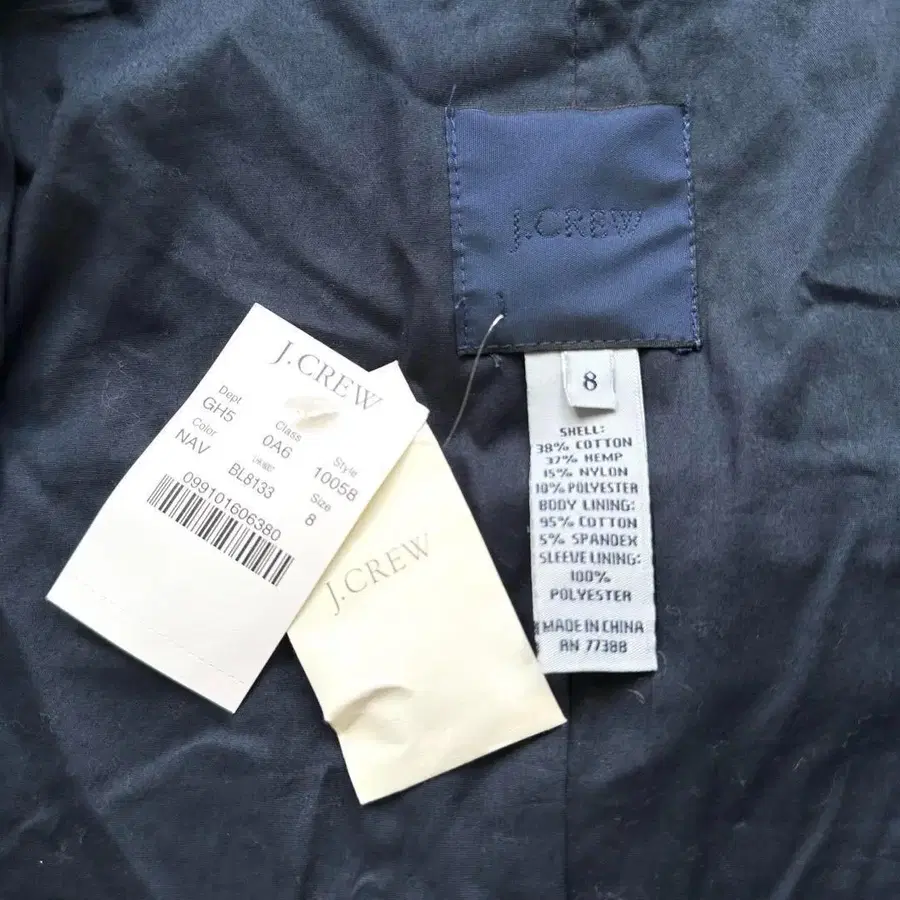 J.CREW
8
SHELL:
38% COTTON
37% HEMP
15% NYLON
10% POLYESTER
BODY LINING:
95% COTTON
5% SPANDEX
SLEEVE LINING:
100%
POLYESTER
MADE IN CHINA
RN 77388
J.CREW
Dept Class Style
GH5 0A6 10058
Color Size
NAV BL8133 8
099101606380
J.CREW